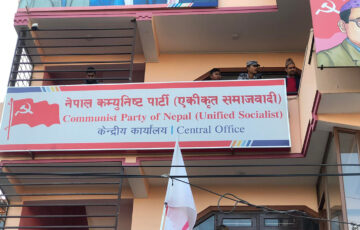 नेपाल कम्युनिष्ट पार्टी (एकीकृत समाजवादी)
Communist Party of Nepal (Unified Socialist)
केन्द्रीय कार्यालय | Central Office